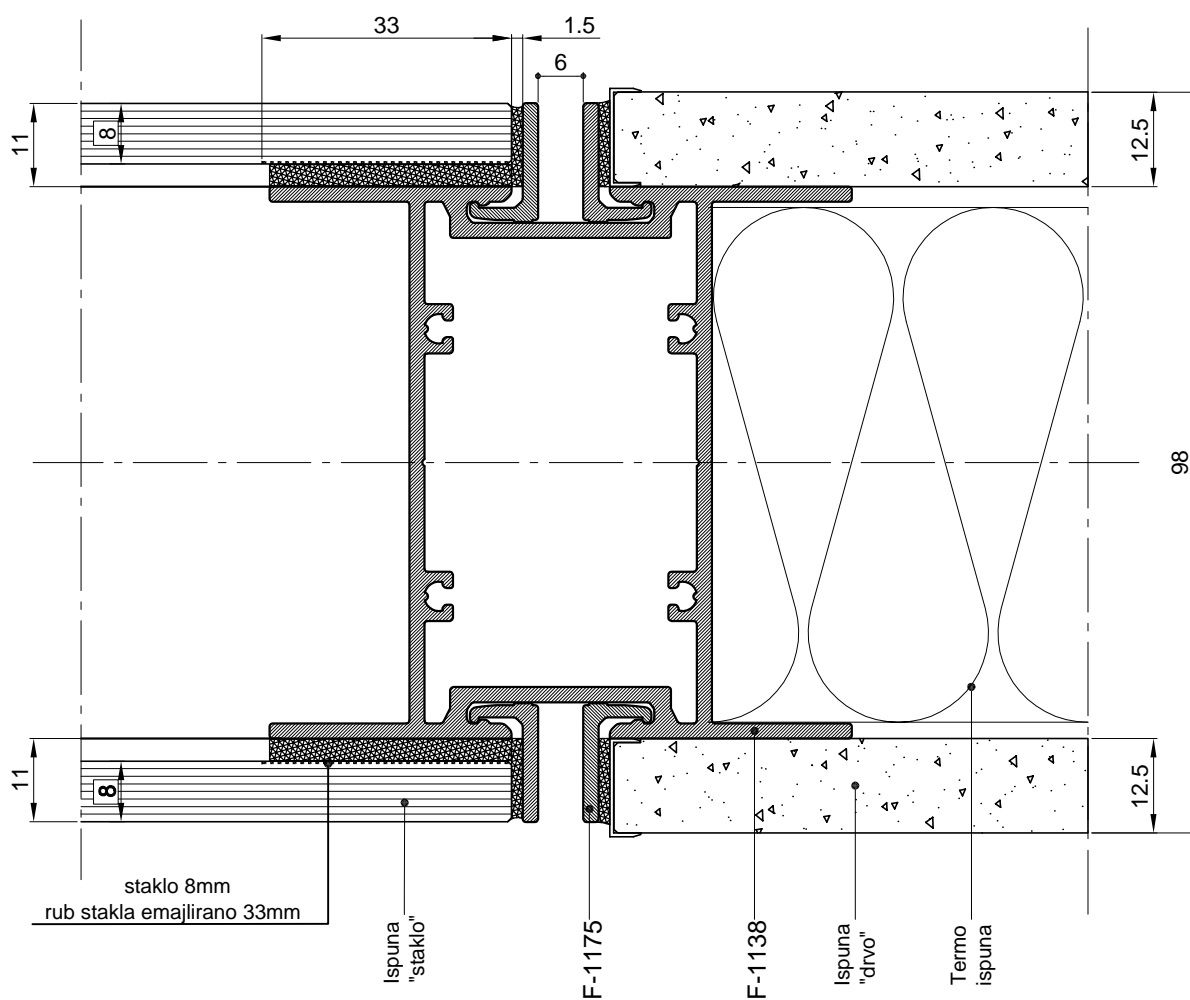 33
1.5
6
11
8
12.5
98
11
8
12.5
staklo 8mm
rub stakla emajlirano 33mm
Ispuna
"staklo"
F-1175
F-1138
Ispuna
"drvo"
Termo
ispuna